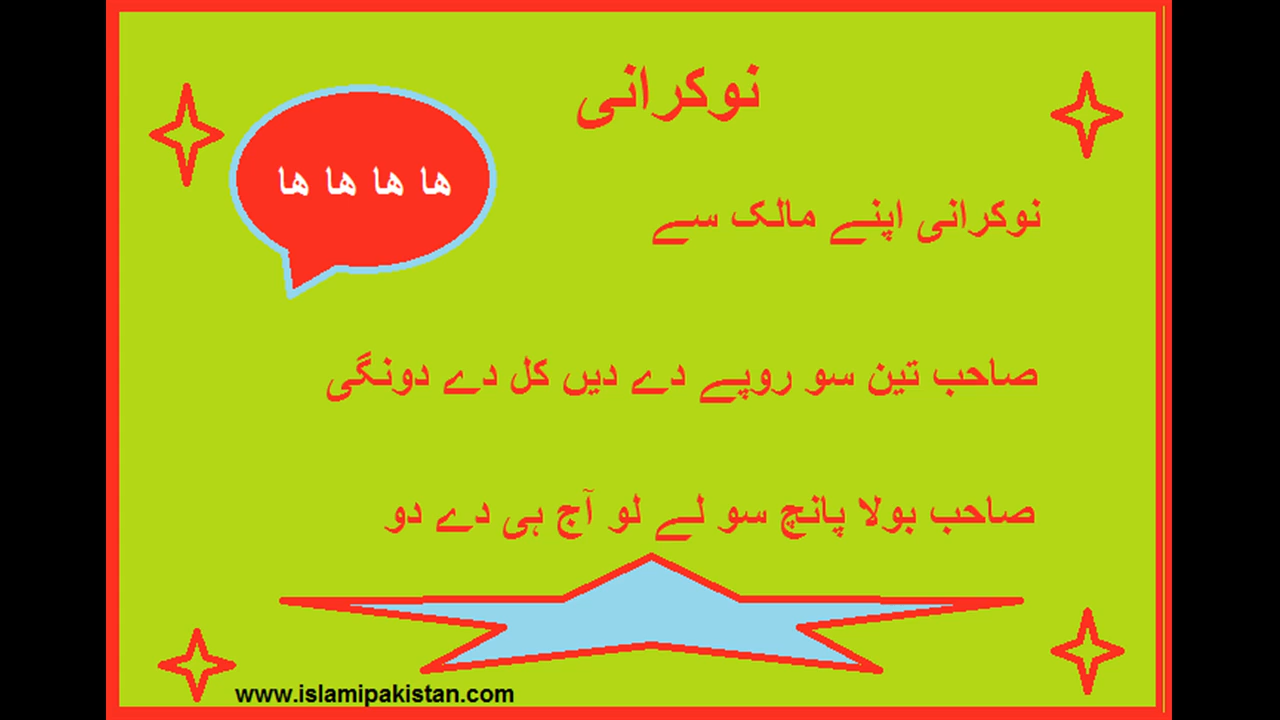 نوکرانی
ھا ھا ھا ھا
نوکرانی اپنے مالک سے
صاحب تین سو روپے دے دیں کل دے دونگی
صاحب بولا پانچ سو لے لو آج ہی دے دو
www.islamipakistan.com